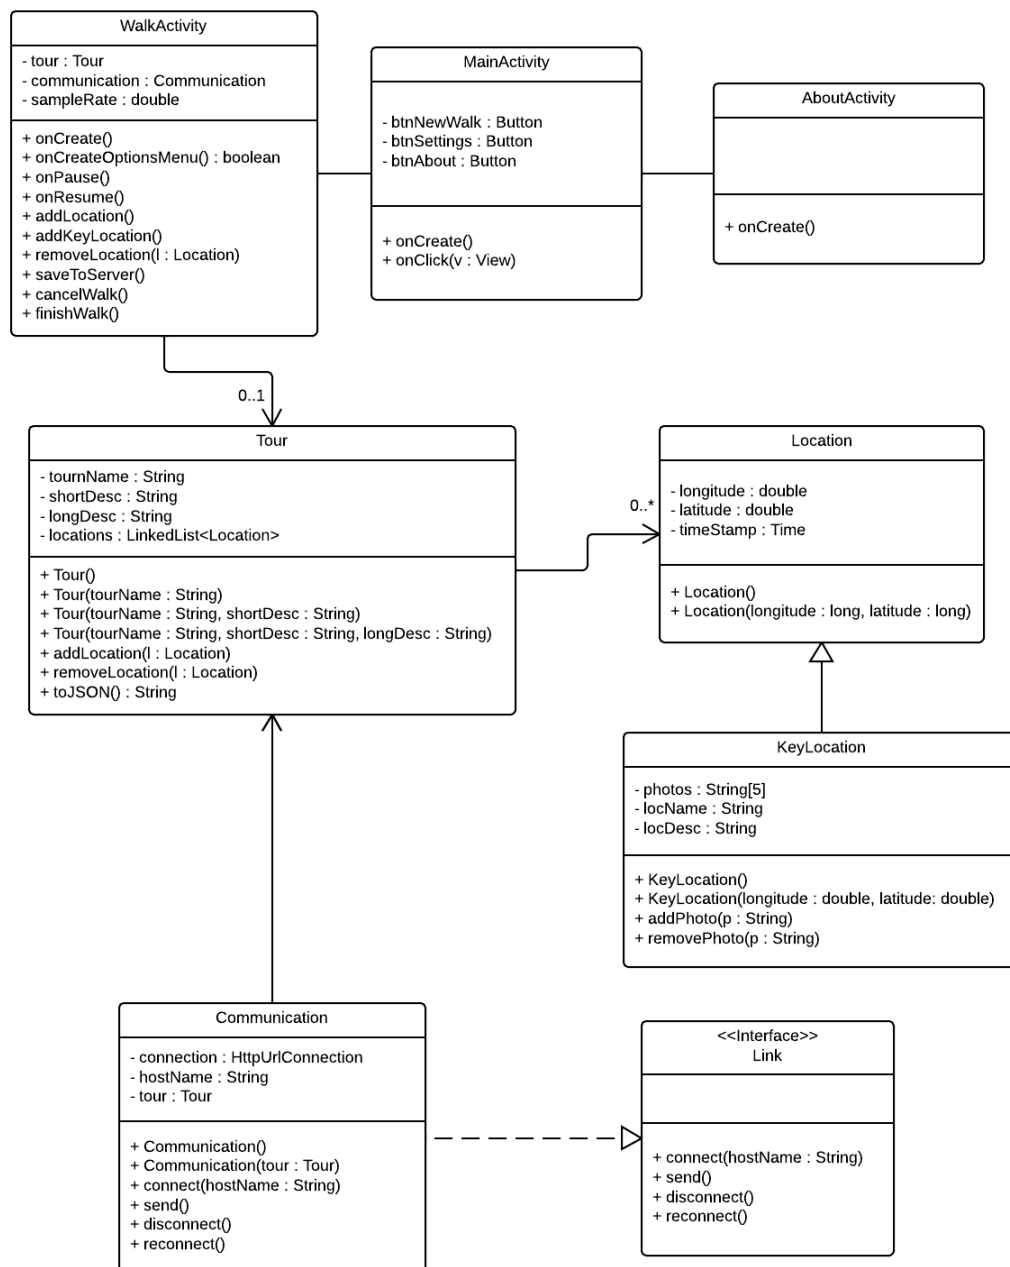 WalkActivity
- tour : Tour
- communication : Communication
- sampleRate : double
+ onCreate()
+ onCreateOptionsMenu() : boolean
+ onPause()
+ onResume()
+ addLocation()
+ addKeyLocation()
+ removeLocation(l : Location)
+ saveToServer()
+ cancelWalk()
+ finishWalk()
MainActivity
- btnNewWalk : Button
- btnSettings : Button
- btnAbout : Button
+ onCreate()
+ onClick(v : View)
AboutActivity
+ onCreate()
0..1
Tour
- tournName : String
- shortDesc : String
- longDesc : String
- locations : LinkedList<Location>
+ Tour()
+ Tour(tourName : String)
+ Tour(tourName : String, shortDesc : String)
+ Tour(tourName : String, shortDesc : String, longDesc : String)
+ addLocation(l : Location)
+ removeLocation(l : Location)
+ toJSON() : String
0..*
Location
- longitude : double
- latitude : double
- timeStamp : Time
+ Location()
+ Location(longitude : long, latitude : long)
KeyLocation
- photos : String[5]
- locName : String
- locDesc : String
+ KeyLocation()
+ KeyLocation(longitude : double, latitude: double)
+ addPhoto(p : String)
+ removePhoto(p : String)
Communication
- connection : HttpUrlConnection
- hostName : String
- tour : Tour
+ Communication()
+ Communication(tour : Tour)
+ connect(hostName : String)
+ send()
+ disconnect()
+ reconnect()
<<Interface>>
Link
+ connect(hostName : String)
+ send()
+ disconnect()
+ reconnect()